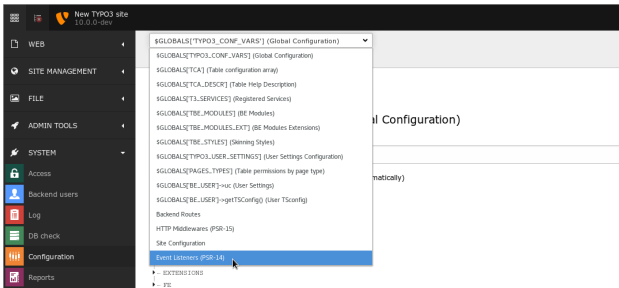 New TYPO3 site
10.0.0-dev
WEB
SITE MANAGEMENT
FILE
ADMIN TOOLS
SYSTEM
Access
Backend users
Log
DB check
Configuration
Reports
$GLOBALS['TYPO3_CONF_VARS'] (Global Configuration)
$GLOBALS['TYPO3_CONF_VARS'] (Global Configuration)
$GLOBALS['TCA'] (Table configuration array)
$GLOBALS['TCA_DESCR'] (Table Help Description)
$GLOBALS['T3_SERVICES'] (Registered Services)
$GLOBALS['TBE_MODULES'] (BE Modules)
$GLOBALS['TBE_MODULES_EXT'] (BE Modules Extensions)
$GLOBALS['TBE_STYLES'] (Skinning Styles)
$GLOBALS['TYPO3_USER_SETTINGS'] (User Settings Configuration)
$GLOBALS['PAGES_TYPES'] (Table permissions by page type)
$GLOBALS['BE_USER']->uc (User Settings)
$GLOBALS['BE_USER']->getTSConfig() (User TSconfig)
Backend Routes
HTTP Middlewares (PSR-15)
Site Configuration
Event Listeners (PSR-14)
al Configuration)
matically)
EXTENSIONS
FE